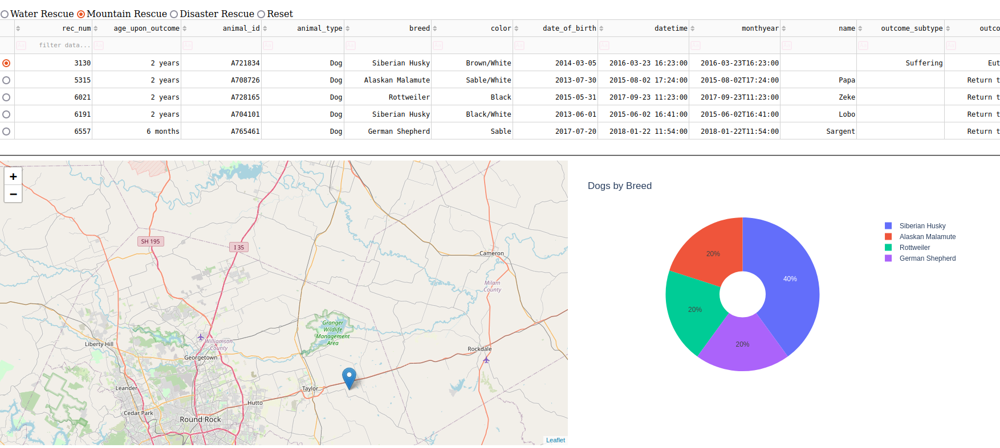 Water Rescue Mountain Rescue Disaster Rescue Reset
rec_num age_upon_outcome animal_id animal_type breed color date_of_birth datetime monthyear name outcome_subtype outco
filter data...
3130 2 years A721834 Dog Siberian Husky Brown/White 2014-03-05 2016-03-23 16:23:00 2016-03-23T16:23:00 Suffering Eut
5315 2 years A708726 Dog Alaskan Malamute Sable/White 2013-07-30 2015-08-02 17:24:00 2015-08-02T17:24:00 Papa Return t
6021 2 years A728165 Dog Rottweiler Black 2015-05-31 2017-09-23 11:23:00 2017-09-23T11:23:00 Zeke Return t
6191 2 years A704101 Dog Siberian Husky Black/White 2013-06-01 2015-06-02 16:41:00 2015-06-02T16:41:00 Lobo Return t
6557 6 months A765461 Dog German Shepherd Sable 2017-07-20 2018-01-22 11:54:00 2018-01-22T11:54:00 Sargent Return t
+
−
SH 195
I 35
Cameron
Milam
County
Granger
Wildlife
Management
Area
Williamson
County
Liberty Hill
Georgetown
Rockdale
Leander
Taylor
Hutto
Cedar Park
Round Rock
Leaflet
Dogs by Breed
40%
20%
20%
20%
Siberian Husky
Alaskan Malamute
Rottweiler
German Shepherd